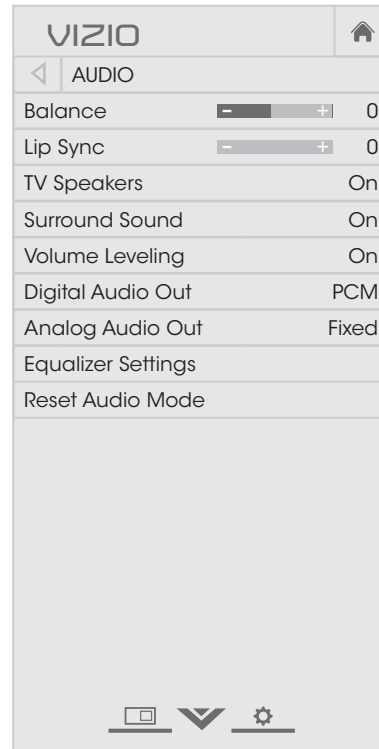 VIZIO
AUDIO
Balance - + 0
Lip Sync - + 0
TV Speakers On
Surround Sound On
Volume Leveling On
Digital Audio Out PCM
Analog Audio Out Fixed
Equalizer Settings
Reset Audio Mode